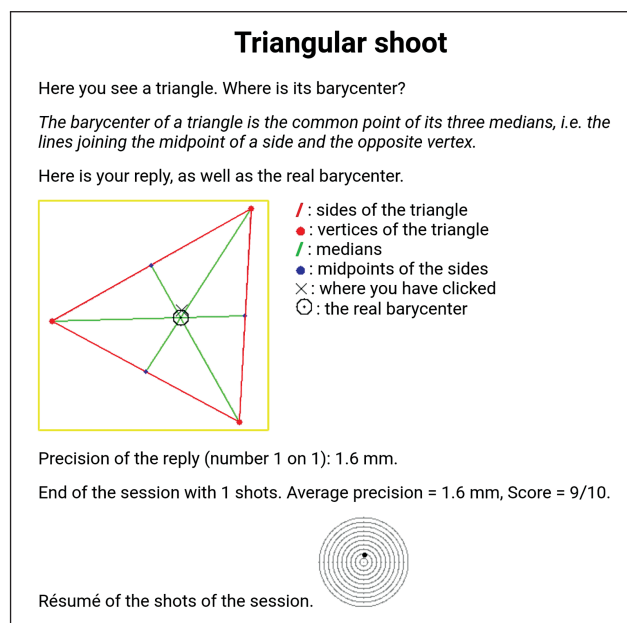 Triangular shoot
Here you see a triangle. Where is its barycenter?
The barycenter of a triangle is the common point of its three medians, i.e. the
lines joining the midpoint of a side and the opposite vertex.
Here is your reply, as well as the real barycenter.
: sides of the triangle
: vertices of the triangle
: medians
: midpoints of the sides
: where you have clicked
: the real barycenter
Precision of the reply (number 1 on 1): 1.6 mm.
End of the session with 1 shots. Average precision = 1.6 mm, Score = 9/10.
Résumé of the shots of the session.